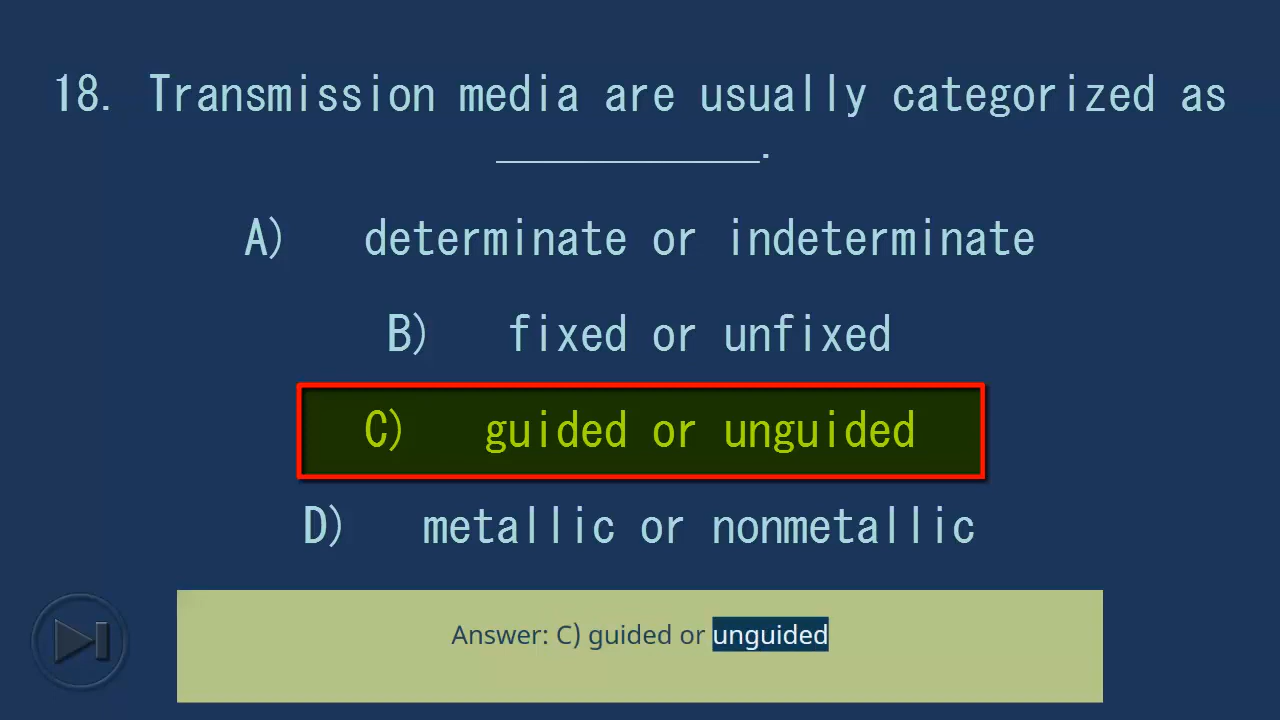 18. Transmission media are usually categorized as
___________.
A) determinate or indeterminate
B) fixed or unfixed
C) guided or unguided
D) metallic or nonmetallic
Answer: C) guided or unguided